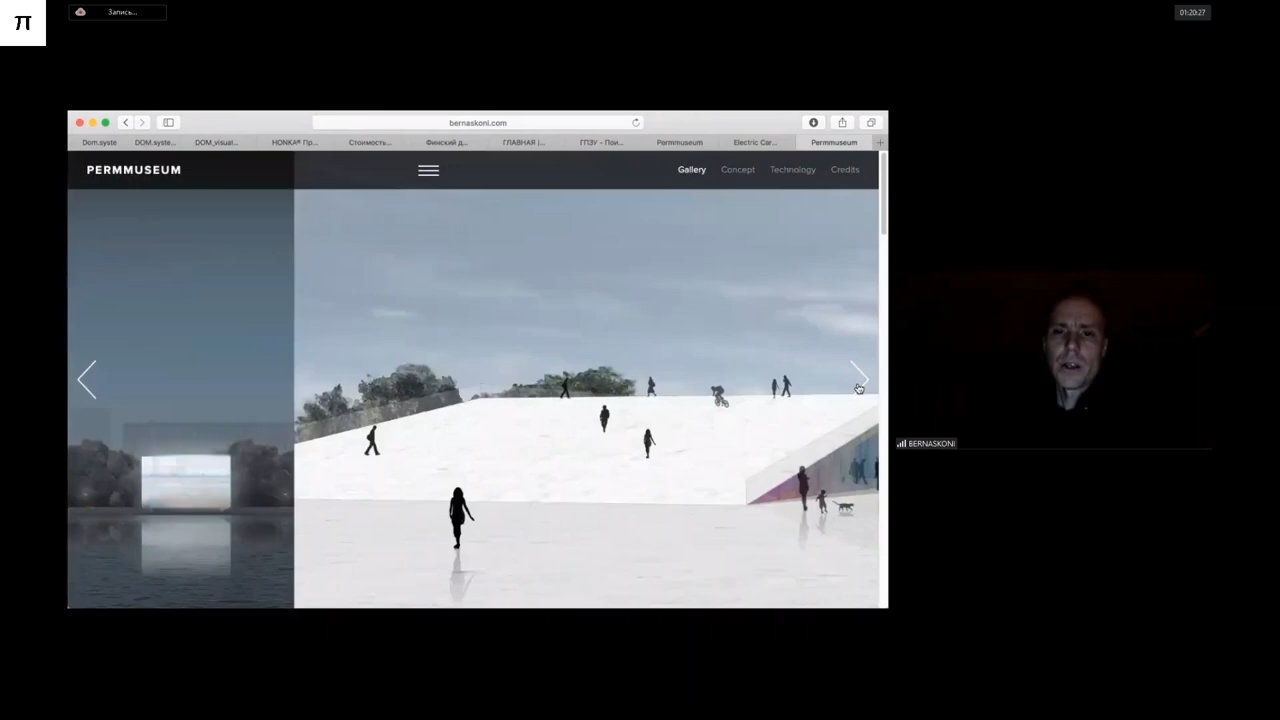 π
Запись...
01:20:27
bernaskoni.com
Dom.syste
DOM.syste...
DOM_visual...
HONKA® Пр...
Стоимость...
Финский д...
ГЛАВНАЯ |...
ГПЗУ – Пои...
Permmuseum
Electric Car...
Permmuseum
PERMMUSEUM
Gallery
Concept
Technology
Credits
BERNASKONI